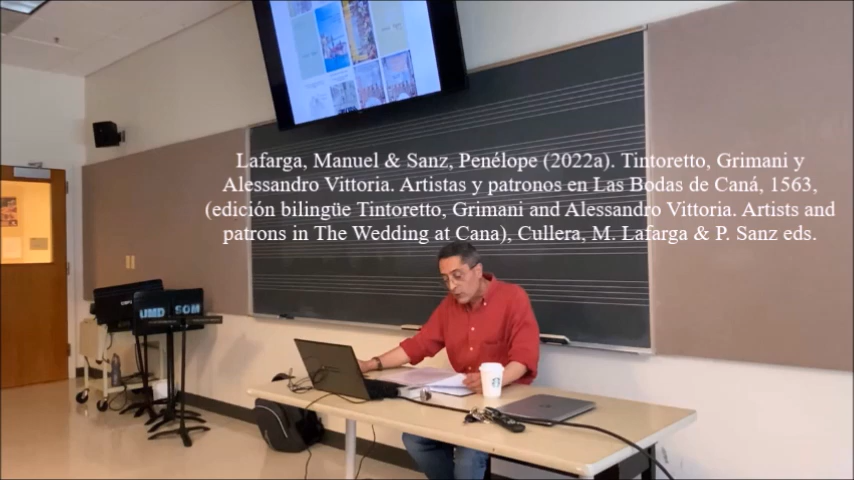 Lafarga, Manuel & Sanz, Penélope (2022a). Tintoretto, Grimani y
Alessandro Vittoria. Artistas y patronos en Las Bodas de Caná, 1563,
(edición bilingüe Tintoretto, Grimani and Alessandro Vittoria. Artists and
patrons in The Wedding at Cana), Cullera, M. Lafarga & P. Sanz eds.
UMD SOM